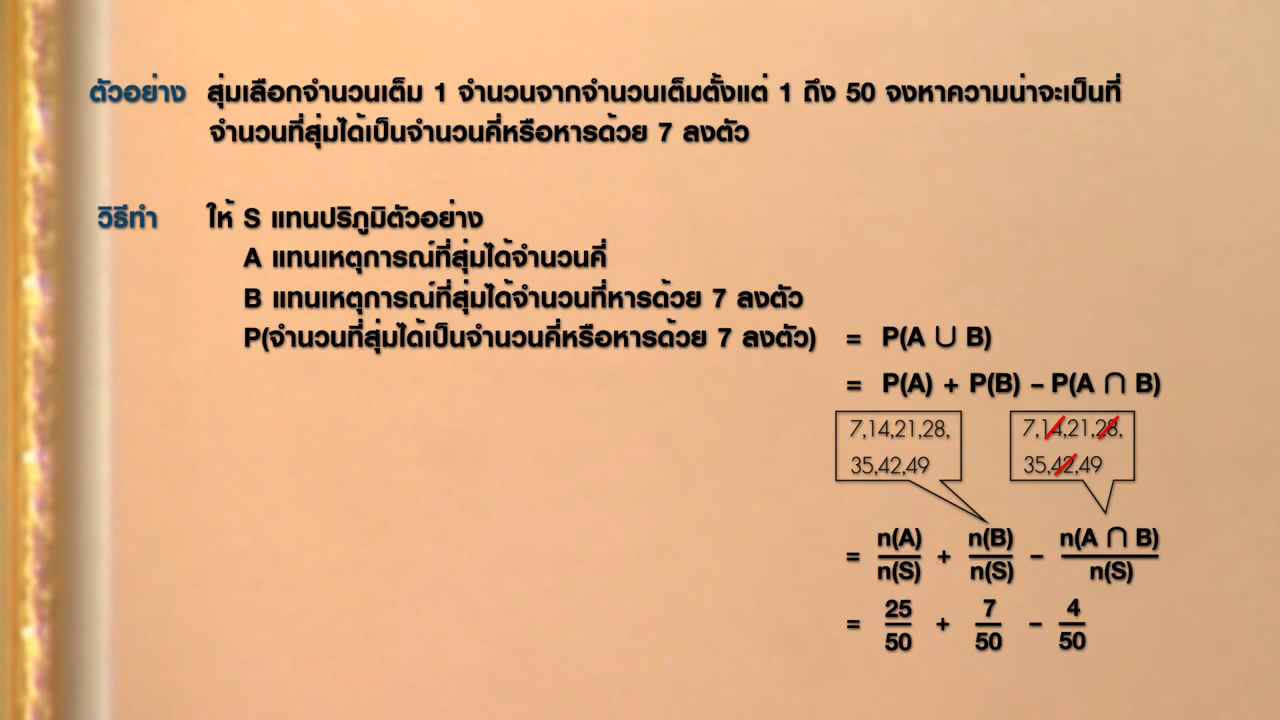 ตัวอย่าง สุ่มเลือกจำนวนเต็ม 1 จำนวนจากจำนวนเต็มตั้งแต่ 1 ถึง 50 จงหาความน่าจะเป็นที่
จำนวนที่สุ่มได้เป็นจำนวนคี่หรือหารด้วย 7 ลงตัว
วิธีทำ ให้ S แทนปริภูมิตัวอย่าง
A แทนเหตุการณ์ที่สุ่มได้จำนวนคี่
B แทนเหตุการณ์ที่สุ่มได้จำนวนที่หารด้วย 7 ลงตัว
P(จำนวนที่สุ่มได้เป็นจำนวนคี่หรือหารด้วย 7 ลงตัว) = P(A ∪ B)
= P(A) + P(B) – P(A ∩ B)
7,14,21,28, 7,14,21,28,
35,42,49 35,42,49
n(A) n(B) n(A ∩ B)
= + –
n(S) n(S) n(S)
25 7 4
= + –
50 50 50